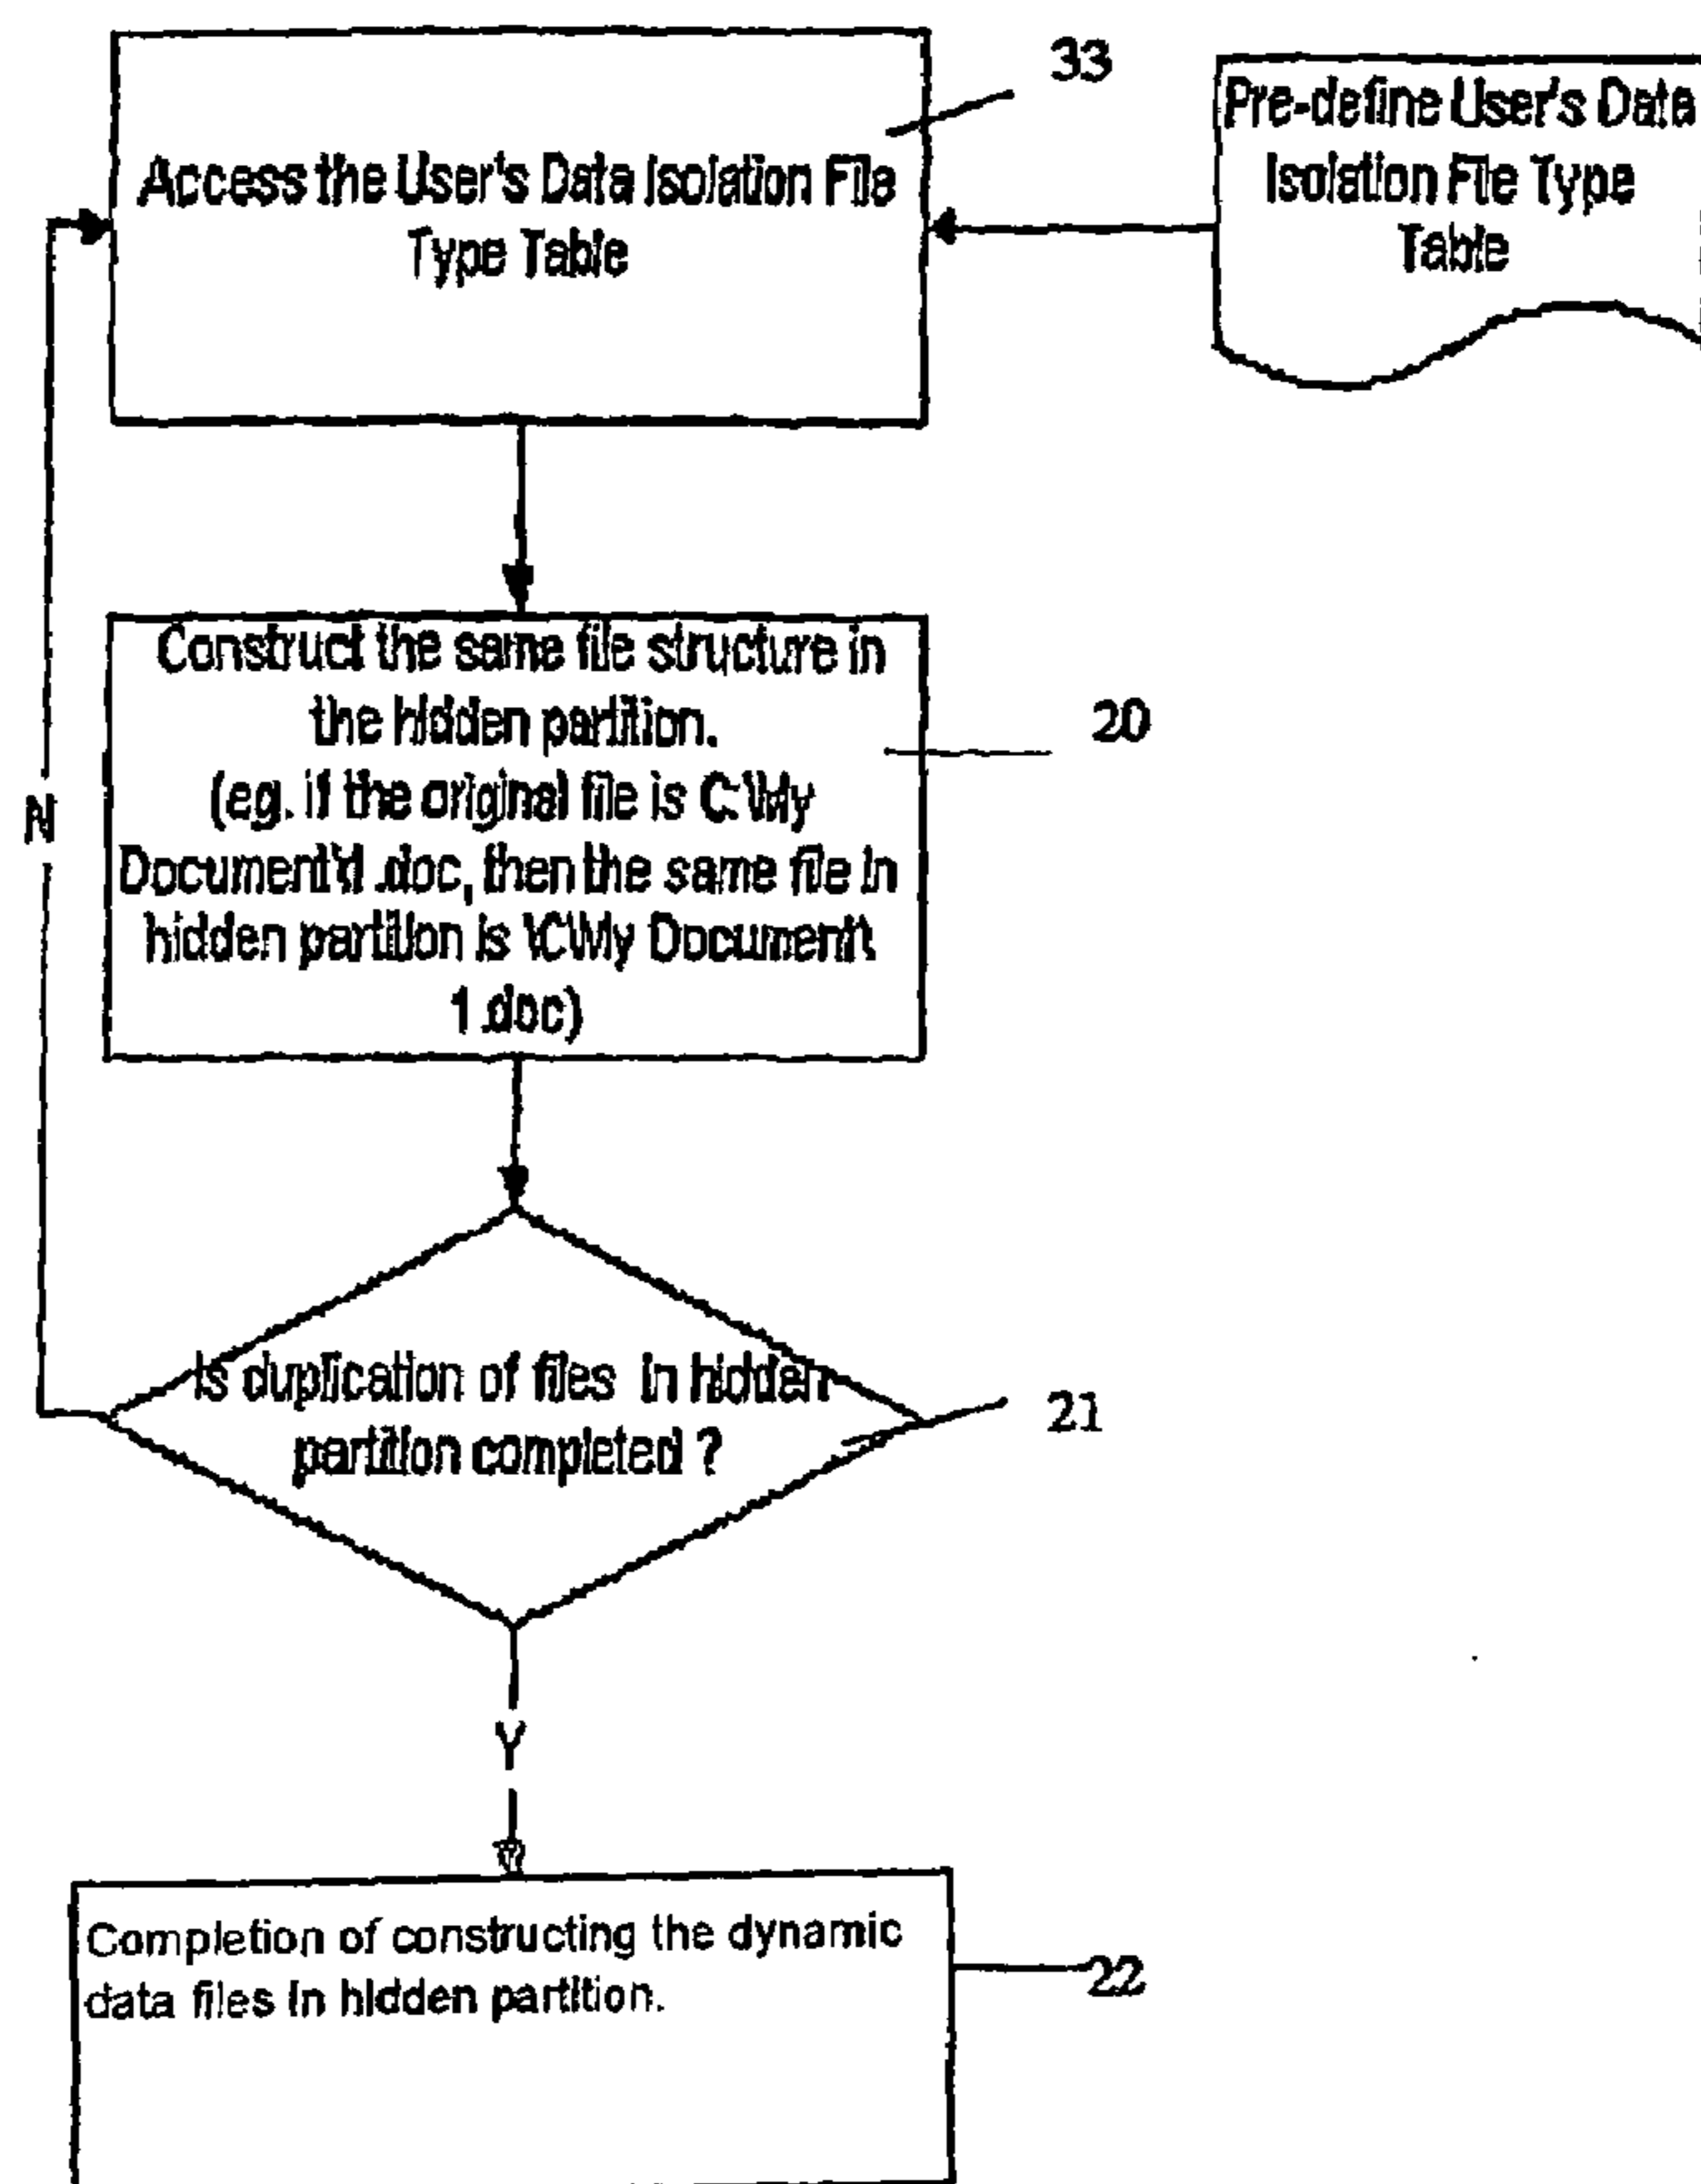 33
Access the User's Data Isolation File
Type Table
Pre-define User's Data
Isolation File Type
Table
Construct the same file structure in
the hidden partition.
(eg. if the original file is C:\My
Document\1.doc, then the same file in
hidden partition is \C\My Document\
1.doc)
20
N
Is duplication of files in hidden
partition completed ?
21
Y
Completion of constructing the dynamic
data files in hidden partition.
22